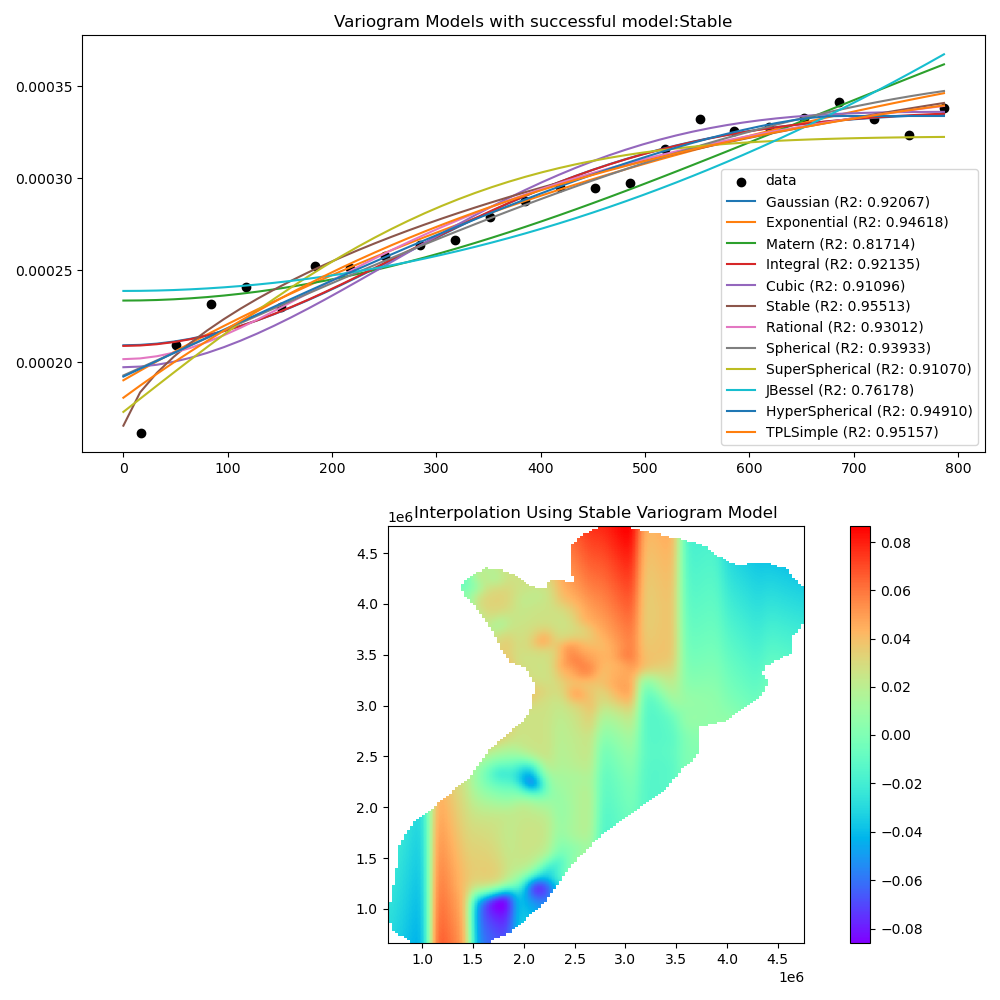 Variogram Models with successful model:Stable
0.00035
0.00030
0.00025
0.00020
data
Gaussian (R2: 0.92067)
Exponential (R2: 0.94618)
Matern (R2: 0.81714)
Integral (R2: 0.92135)
Cubic (R2: 0.91096)
Stable (R2: 0.95513)
Rational (R2: 0.93012)
Spherical (R2: 0.93933)
SuperSpherical (R2: 0.91070)
JBessel (R2: 0.76178)
HyperSpherical (R2: 0.94910)
TPLSimple (R2: 0.95157)
0 100 200 300 400 500 600 700 800
1e6 Interpolation Using Stable Variogram Model
4.5
4.0
3.5
3.0
2.5
2.0
1.5
1.0
1.0 1.5 2.0 2.5 3.0 3.5 4.0 4.5
1e6
0.08
0.06
0.04
0.02
0.00
−0.02
−0.04
−0.06
−0.08